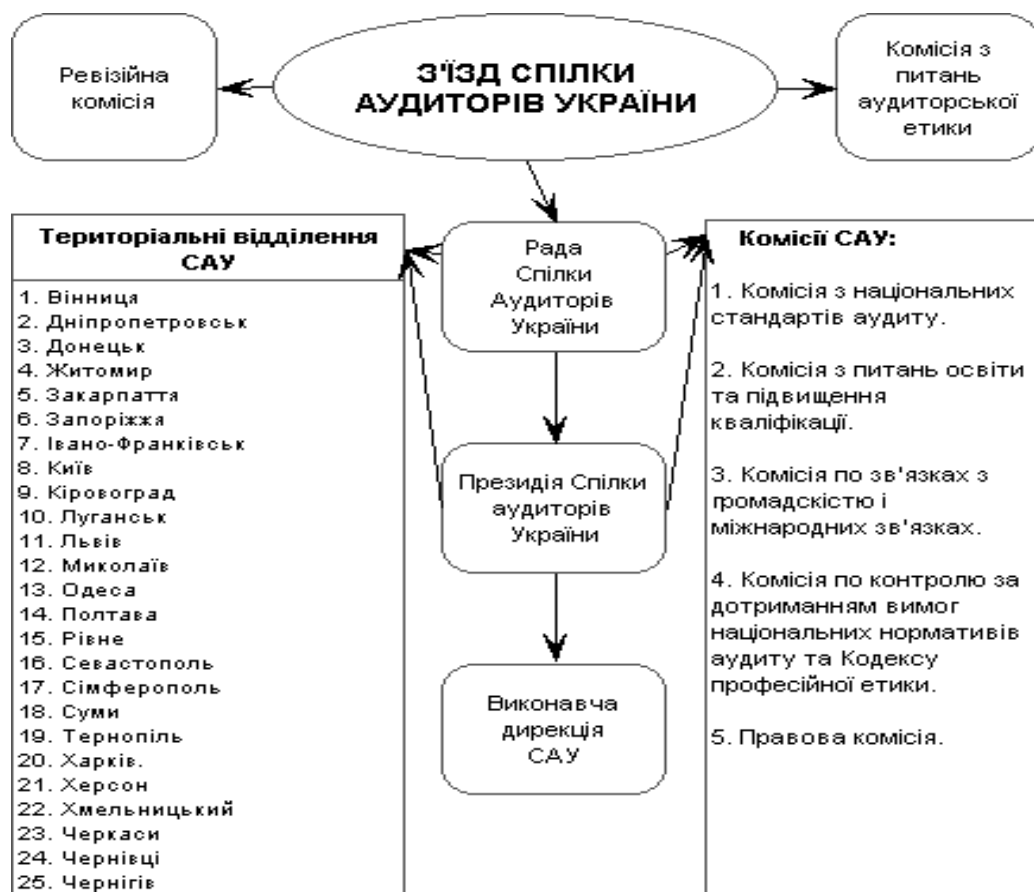 Ревізійна
комісія
З'ЇЗД СПІЛКИ
АУДИТОРІВ УКРАЇНИ
Комісія з
питань
аудиторської
етики
Територіальні відділення
САУ
1. Вінниця
2. Дніпропетровськ
3. Донецьк
4. Житомир
5. Закарпаття
6. Запоріжжя
7. Івано-Франківськ
8. Київ
9. Кіровоград
10. Луганськ
11. Львів
12. Миколаїв
13. Одеса
14. Полтава
15. Рівне
16. Севастополь
17. Сімферополь
18. Суми
19. Тернопіль
20. Харків.
21. Херсон
22. Хмельницький
23. Черкаси
24. Чернівці
25. Чернігів
Рада
Спілки
Аудиторів
України
Президія Спілки
аудиторів
України
Виконавча
дирекція
САУ
Комісії САУ:
1. Комісія з національних
стандартів аудиту.
2. Комісія з питань освіти
та підвищення
кваліфікації.
3. Комісія по зв'язках з
громадскістю і
міжнародних зв'язках.
4. Комісія по контролю за
дотриманням вимог
національних нормативів
аудиту та Кодексу
професійної етики.
5. Правова комісія.